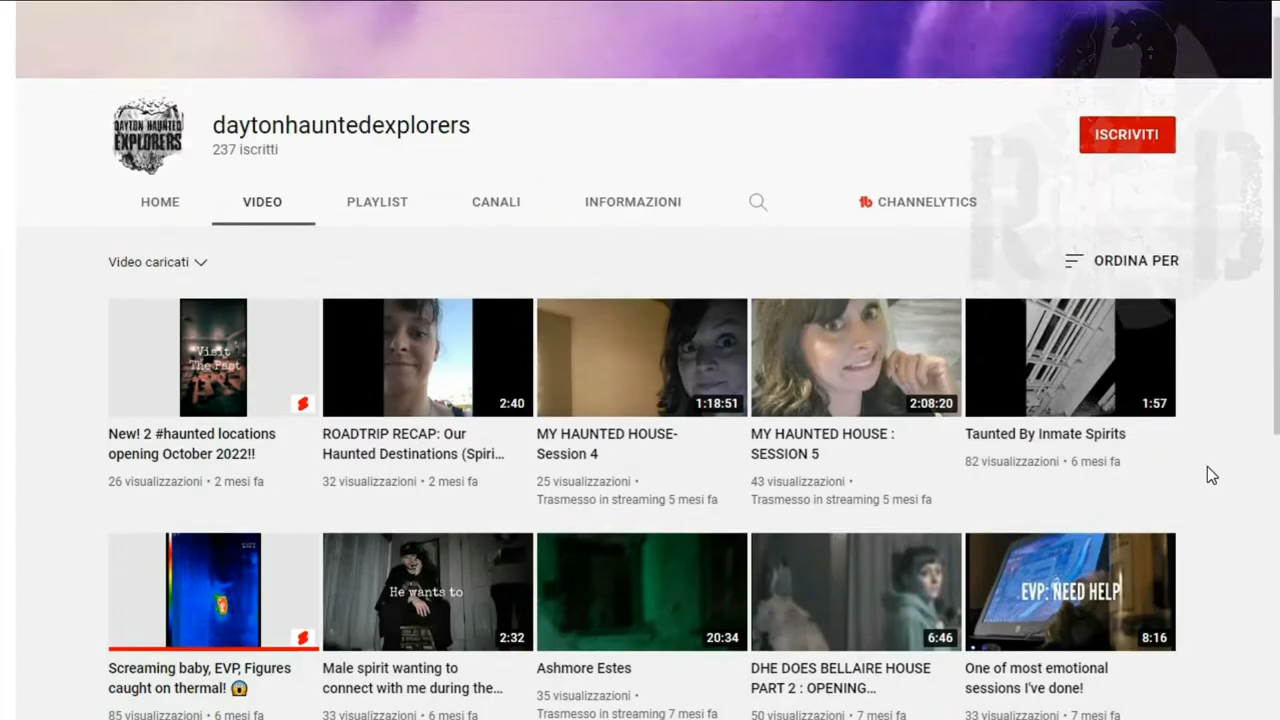 DAYTON HAUNTED
EXPLORERS
daytonhauntedexplorers
237 iscritti
ISCRIVITI
HOME
VIDEO
PLAYLIST
CANALI
INFORMAZIONI
CHANNELYTICS
Video caricati
ORDINA PER
Visit
The Past
2:40
1:18:51
2:08:20
1:57
New! 2 #haunted locations
opening October 2022!!
26 visualizzazioni • 2 mesi fa
ROADTRIP RECAP: Our
Haunted Destinations (Spiri...
32 visualizzazioni • 2 mesi fa
MY HAUNTED HOUSE-
Session 4
25 visualizzazioni •
Trasmesso in streaming 5 mesi fa
MY HAUNTED HOUSE :
SESSION 5
43 visualizzazioni •
Trasmesso in streaming 5 mesi fa
Taunted By Inmate Spirits
82 visualizzazioni • 6 mesi fa
He wants to
EVP: NEED HELP
2:32
20:34
6:46
8:16
Screaming baby, EVP, Figures
caught on thermal! 😱
85 visualizzazioni • 6 mesi fa
Male spirit wanting to
connect with me during the...
33 visualizzazioni • 6 mesi fa
Ashmore Estes
35 visualizzazioni •
Trasmesso in streaming 7 mesi fa
DHE DOES BELLAIRE HOUSE
PART 2 : OPENING...
50 visualizzazioni • 7 mesi fa
One of most emotional
sessions I've done!
33 visualizzazioni • 7 mesi fa